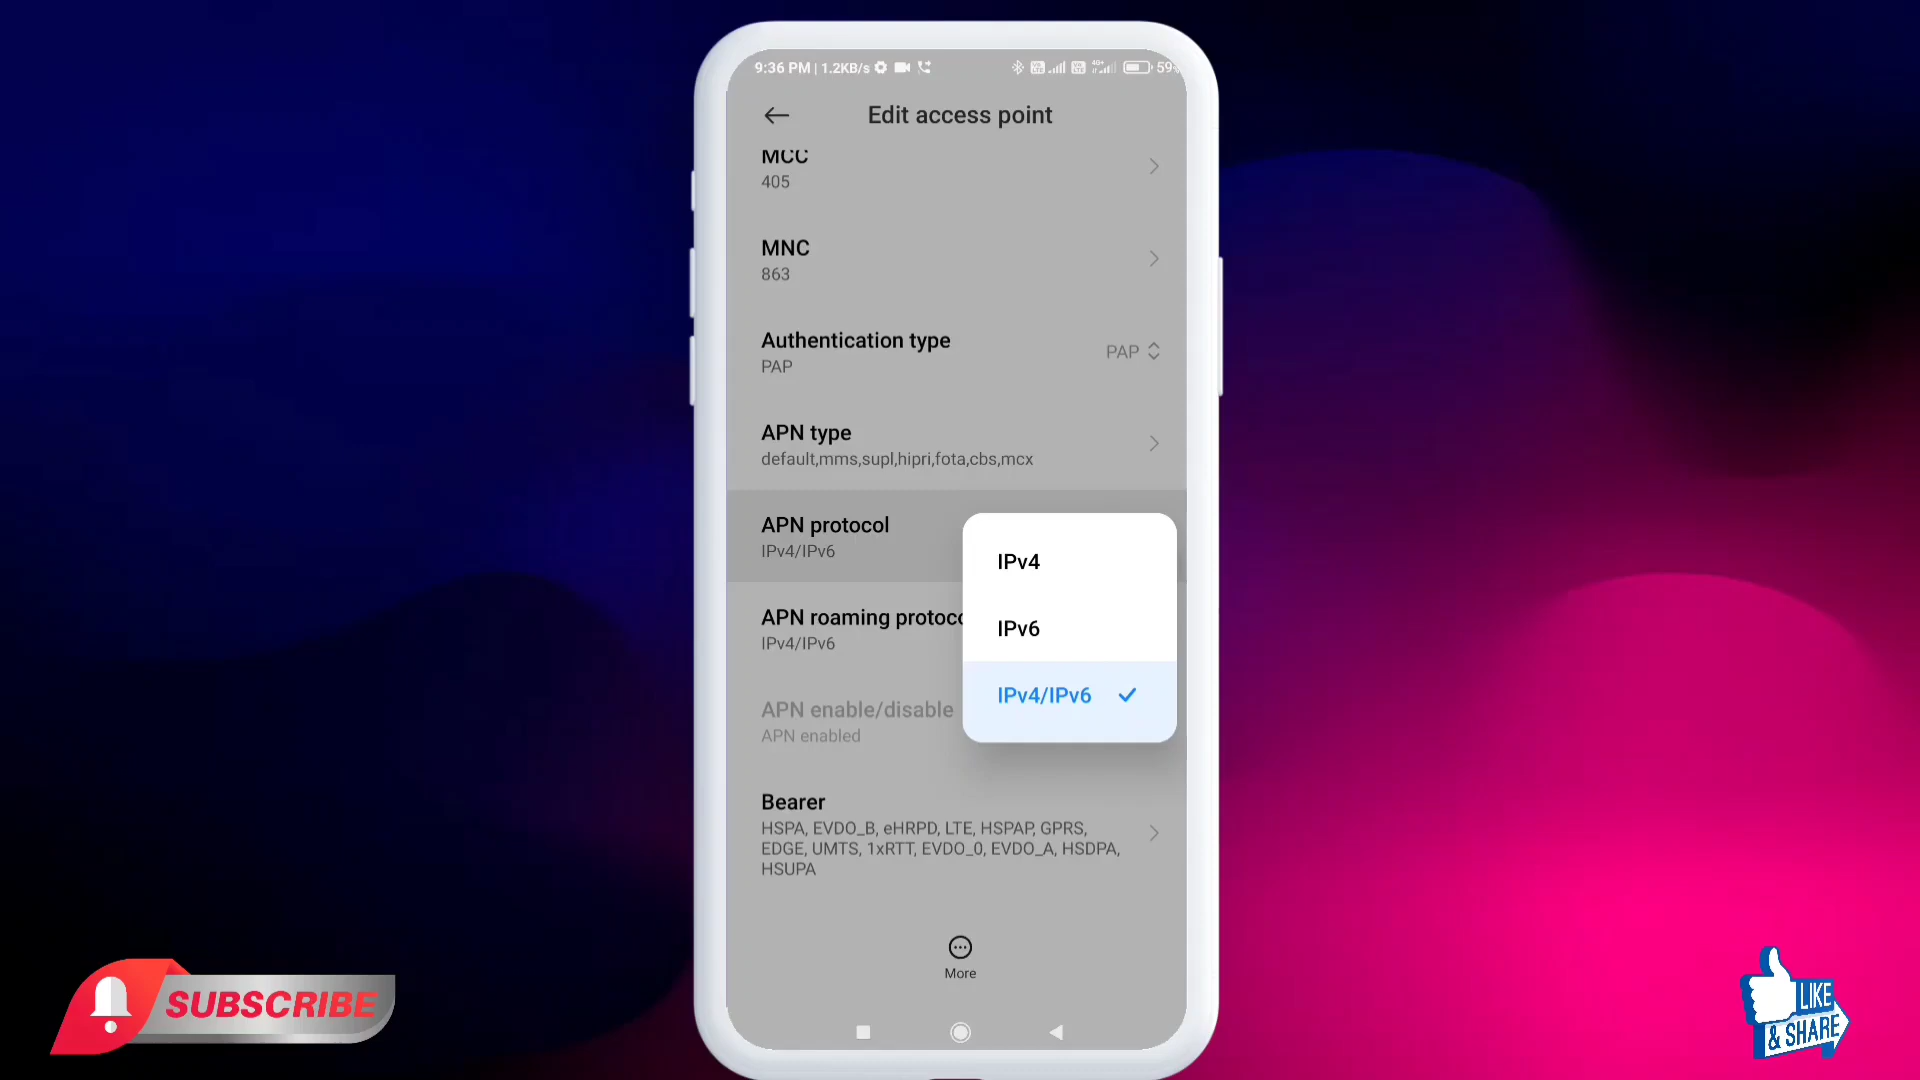 9:36 PM | 1.2KB/s
4G+
59%
Edit access point
MCC
405
MNC
863
Authentication type
PAP
PAP
APN type
default,mms,supl,hipri,fota,cbs,mcx
APN protocol
IPv4/IPv6
IPv4
IPv6
IPv4/IPv6
APN roaming protoco
IPv4/IPv6
APN enable/disable
APN enabled
Bearer
HSPA, EVDO_B, eHRPD, LTE, HSPAP, GPRS,
EDGE, UMTS, 1xRTT, EVDO_0, EVDO_A, HSDPA,
HSUPA
More
SUBSCRIBE
LIKE
& SHARE